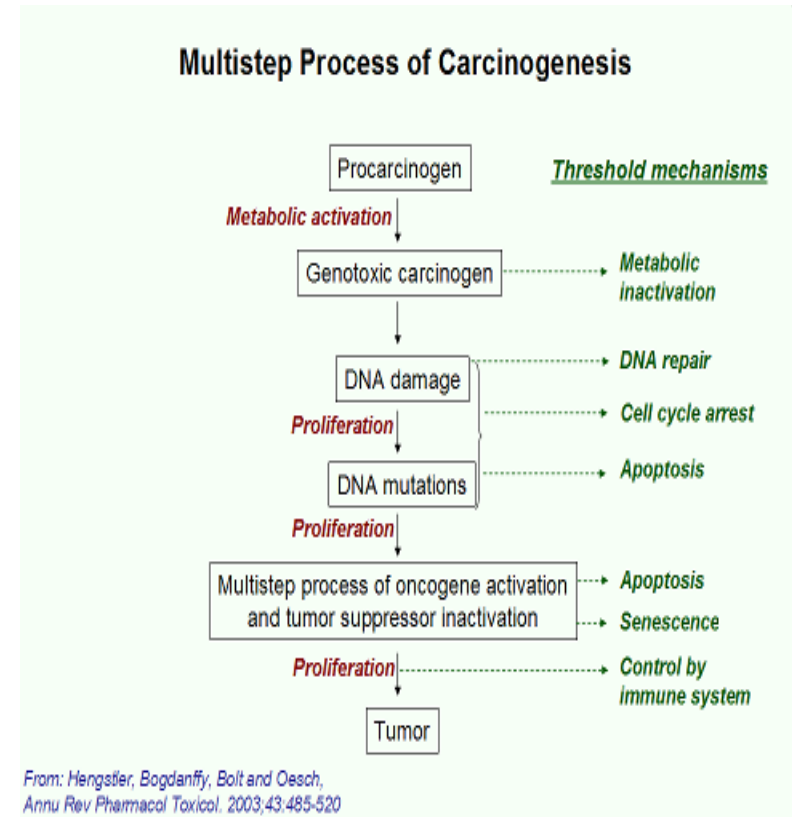 Multistep Process of Carcinogenesis
Procarcinogen
Threshold mechanisms
Metabolic activation
Genotoxic carcinogen
Metabolic
inactivation
DNA damage
DNA repair
Proliferation
Cell cycle arrest
DNA mutations
Apoptosis
Proliferation
Multistep process of oncogene activation
and tumor suppressor inactivation
Apoptosis
Senescence
Proliferation
Control by
immune system
Tumor
From: Hengstler, Bogdanffy, Bolt and Oesch,
Annu Rev Pharmacol Toxicol. 2003;43:485-520